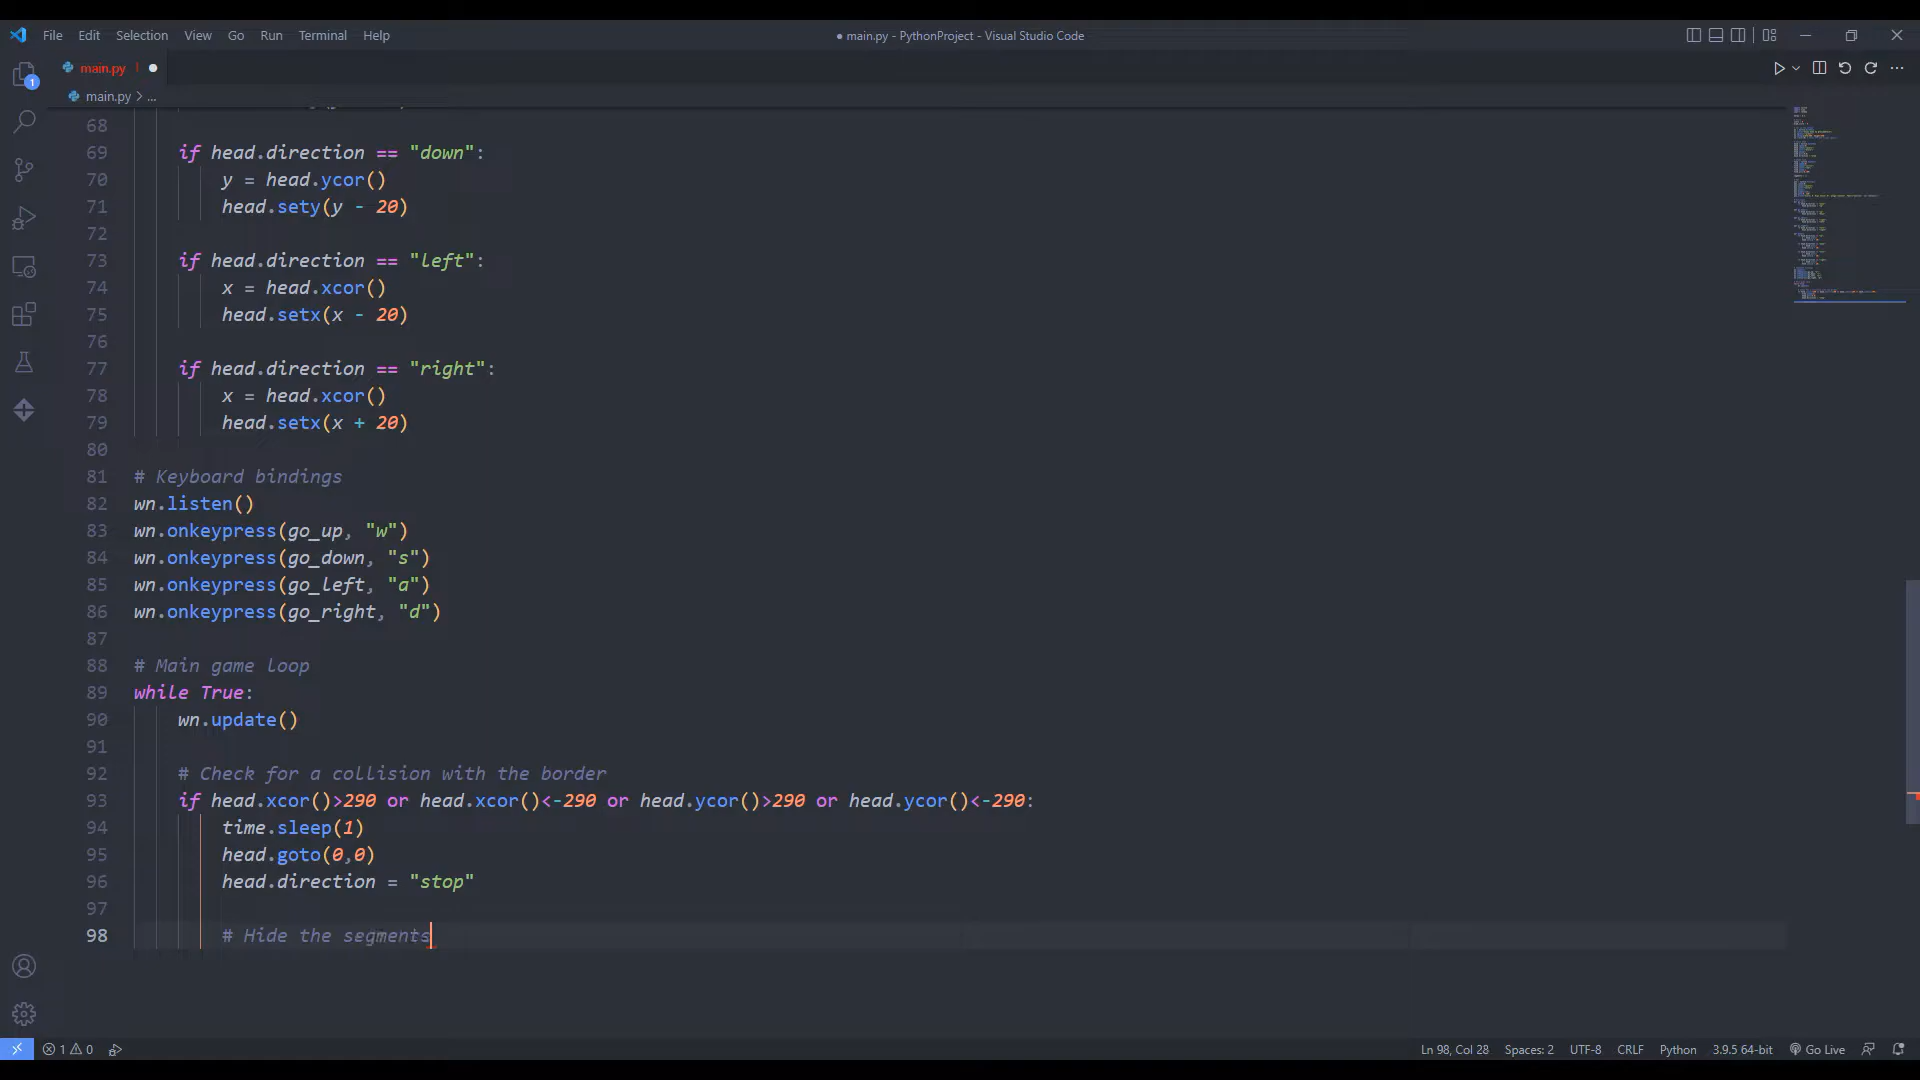 File Edit Selection View Go Run Terminal Help
● main.py - PythonProject - Visual Studio Code
main.py
main.py > ...
68
69 if head.direction == "down":
70 y = head.ycor()
71 head.sety(y - 20)
72
73 if head.direction == "left":
74 x = head.xcor()
75 head.setx(x - 20)
76
77 if head.direction == "right":
78 x = head.xcor()
79 head.setx(x + 20)
80
81 # Keyboard bindings
82 wn.listen()
83 wn.onkeypress(go_up, "w")
84 wn.onkeypress(go_down, "s")
85 wn.onkeypress(go_left, "a")
86 wn.onkeypress(go_right, "d")
87
88 # Main game loop
89 while True:
90 wn.update()
91
92 # Check for a collision with the border
93 if head.xcor()>290 or head.xcor()<-290 or head.ycor()>290 or head.ycor()<-290:
94 time.sleep(1)
95 head.goto(0,0)
96 head.direction = "stop"
97
98 # Hide the segments
1
1 0 Ln 98, Col 28 Spaces: 2 UTF-8 CRLF Python 3.9.5 64-bit Go Live